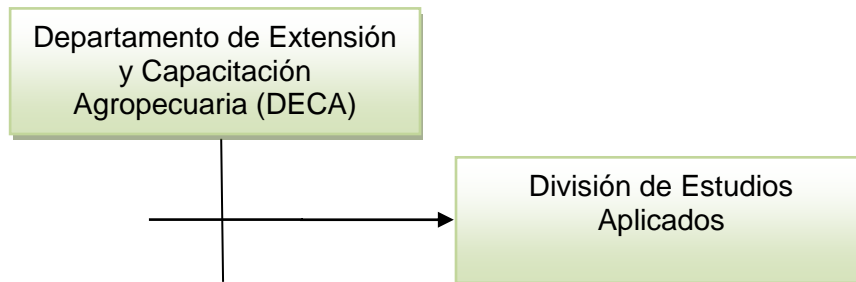 Departamento de Extensión
y Capacitación
Agropecuaria (DECA)
División de Estudios
Aplicados